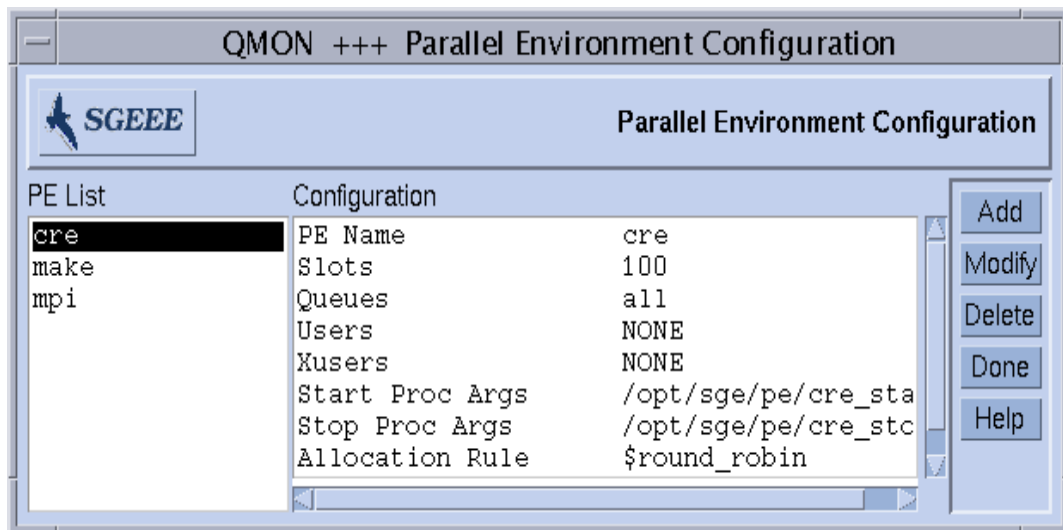 QMON +++ Parallel Environment Configuration
SGEEE
Parallel Environment Configuration
PE List
cre
make
mpi
Configuration
PE Name cre
Slots 100
Queues all
Users NONE
Xusers NONE
Start Proc Args /opt/sge/pe/cre_sta
Stop Proc Args /opt/sge/pe/cre_stc
Allocation Rule $round_robin
Add
Modify
Delete
Done
Help